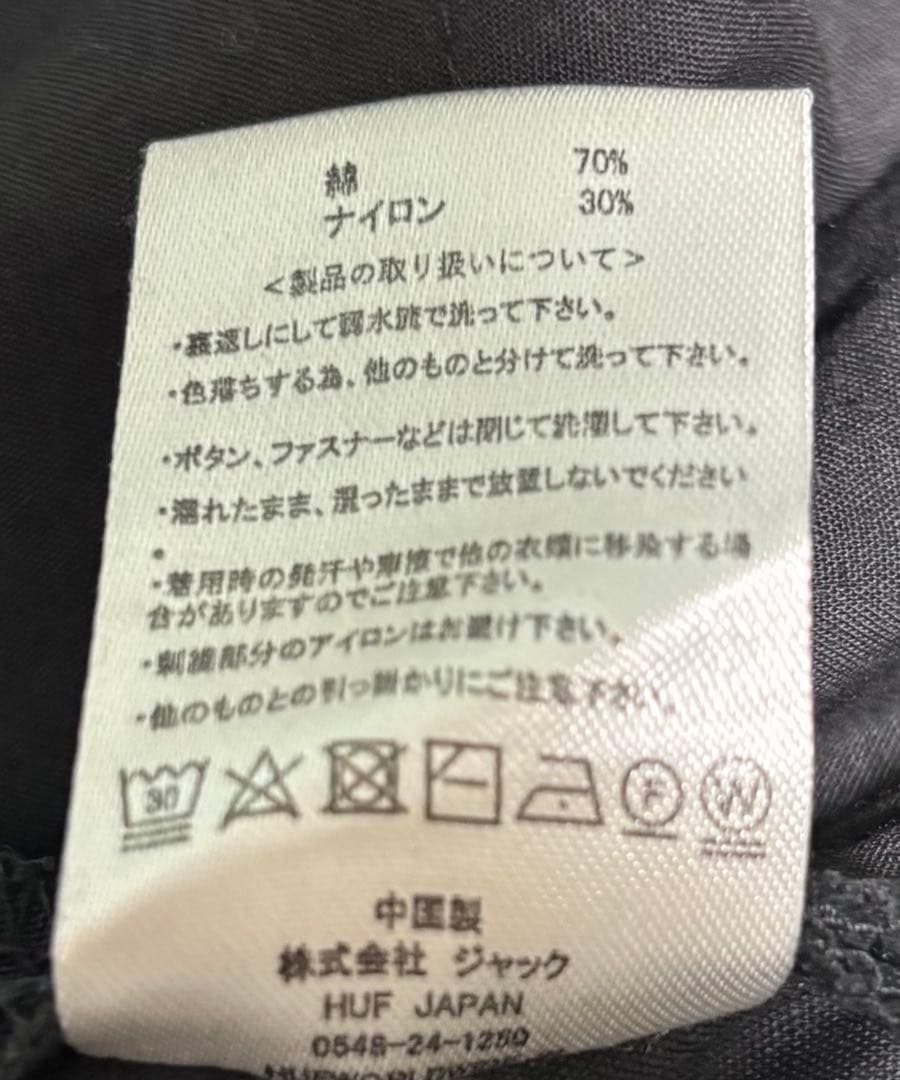 綿 70%
ナイロン 30%
<製品の取り扱いについて>
・裏返しにして弱水流で洗って下さい。
・色落ちする為、他のものと分けて洗って下さい。
・ボタン、ファスナーなどは閉じて洗濯して下さい。
・濡れたまま、湿ったままで放置しないでください
。
・着用時の発汗や摩擦で他の衣類に移染する場
合がありますのでご注意下さい。
・刺繍部分のアイロンはお避け下さい。
・他のものとの引っ掛かりにご注意下さい。
30 F W
中国製
株式会社 ジャック
HUF JAPAN
0548-24-1250